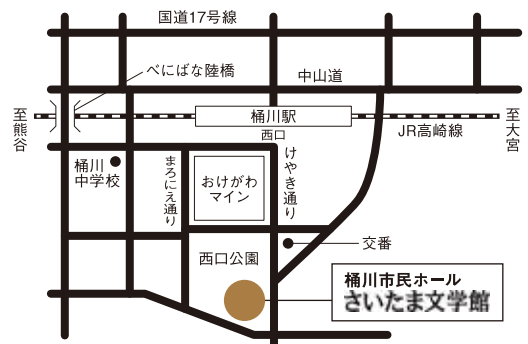 国道17号線
べにばな陸橋
中山道
至熊谷
桶川駅
西口
JR高崎線
至大宮
桶川
中学校
まろにえ通り
おけがわ
マイン
けやき通り
西口公園
交番
桶川市民ホール
さいたま文学館